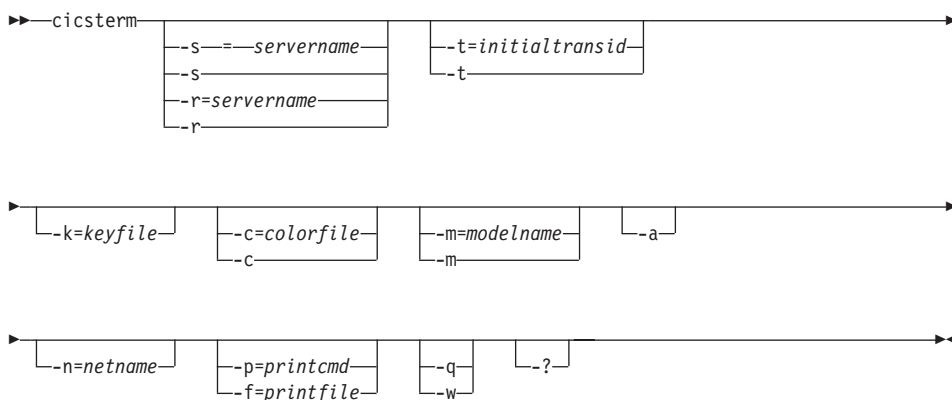 cicsterm
-s = servername
-t=initialtransid
-s
-t
-r=servername
-r
-k=keyfile
-c=colorfile
-m=modelname
-a
-c
-m
-n=netname
-p=printcmd
-q
-?
-f=printfile
-w